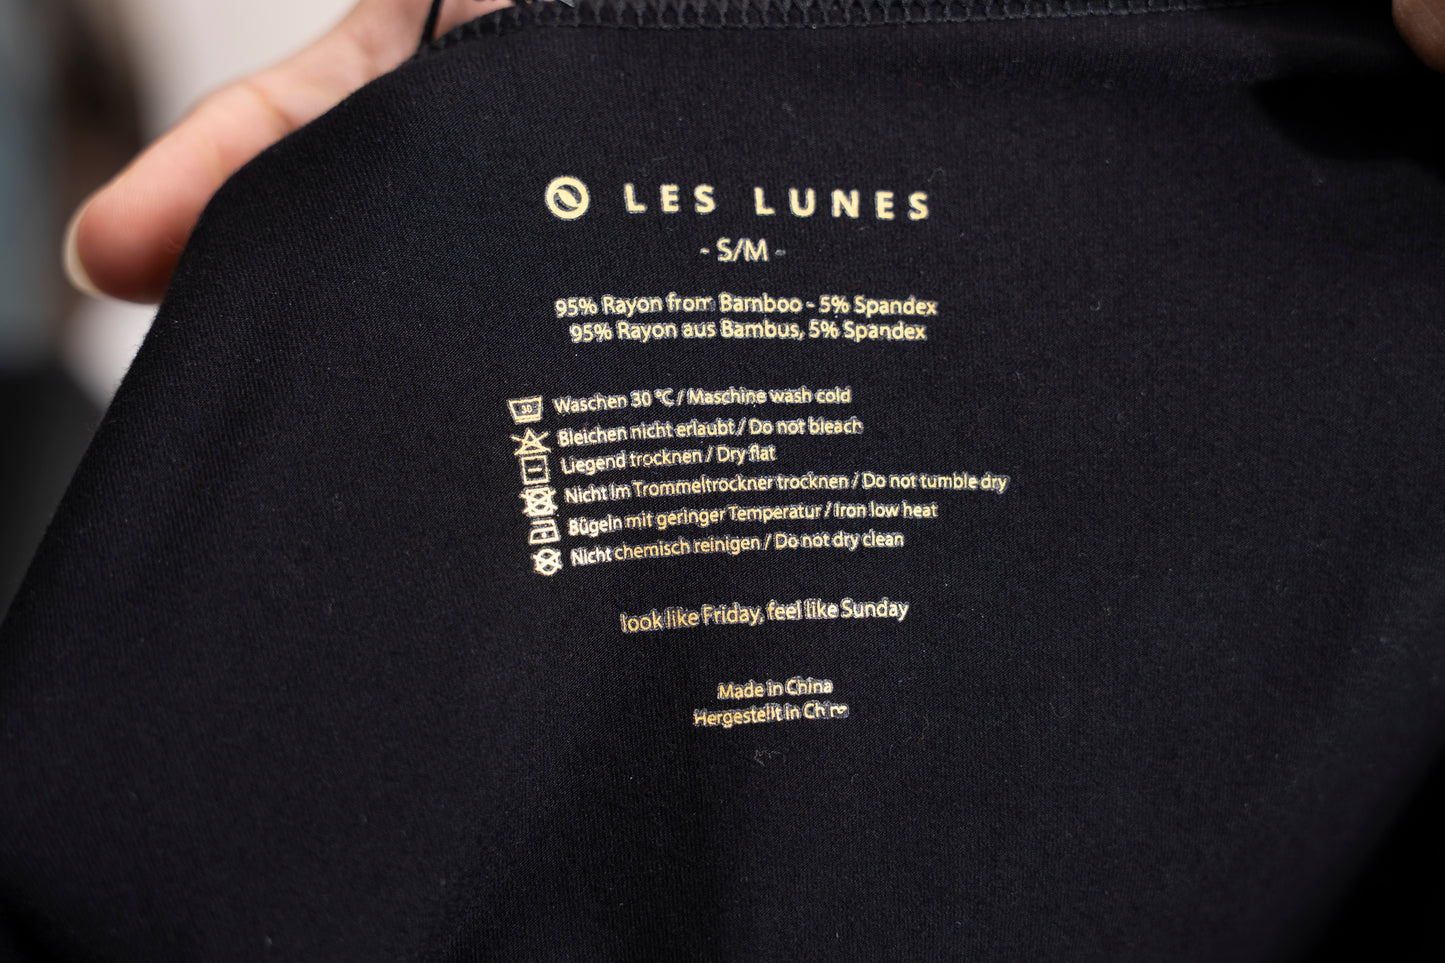 LES LUNES
- S/M -
95% Rayon from Bamboo - 5% Spandex
95% Rayon aus Bambus, 5% Spandex
30 Waschen 30 °C / Maschine wash cold
Bleichen nicht erlaubt / Do not bleach
Liegend trocknen / Dry flat
Nicht im Trommeltrockner trocknen / Do not tumble dry
Bügeln mit geringer Temperatur / Iron low heat
Nicht chemisch reinigen / Do not dry clean
look like Friday, feel like Sunday
Made in China
Hergestellt in China